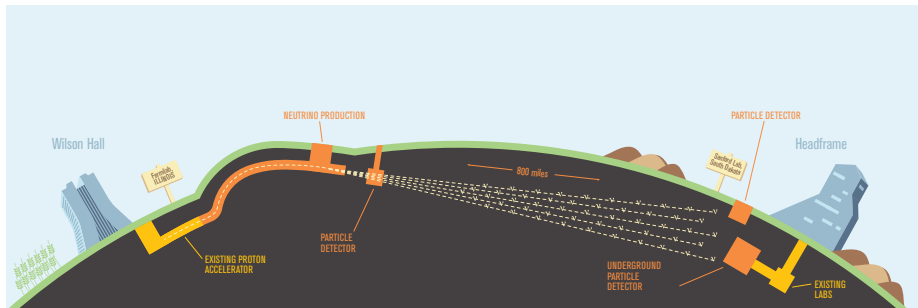 NEUTRINO PRODUCTION
PARTICLE DETECTOR
Wilson Hall
Headframe
Fermilab
ILLINOIS
Sanford Lab,
South Dakota
800 miles
PARTICLE
DETECTOR
EXISTING PROTON
ACCELERATOR
UNDERGROUND
PARTICLE
DETECTOR
EXISTING
LABS